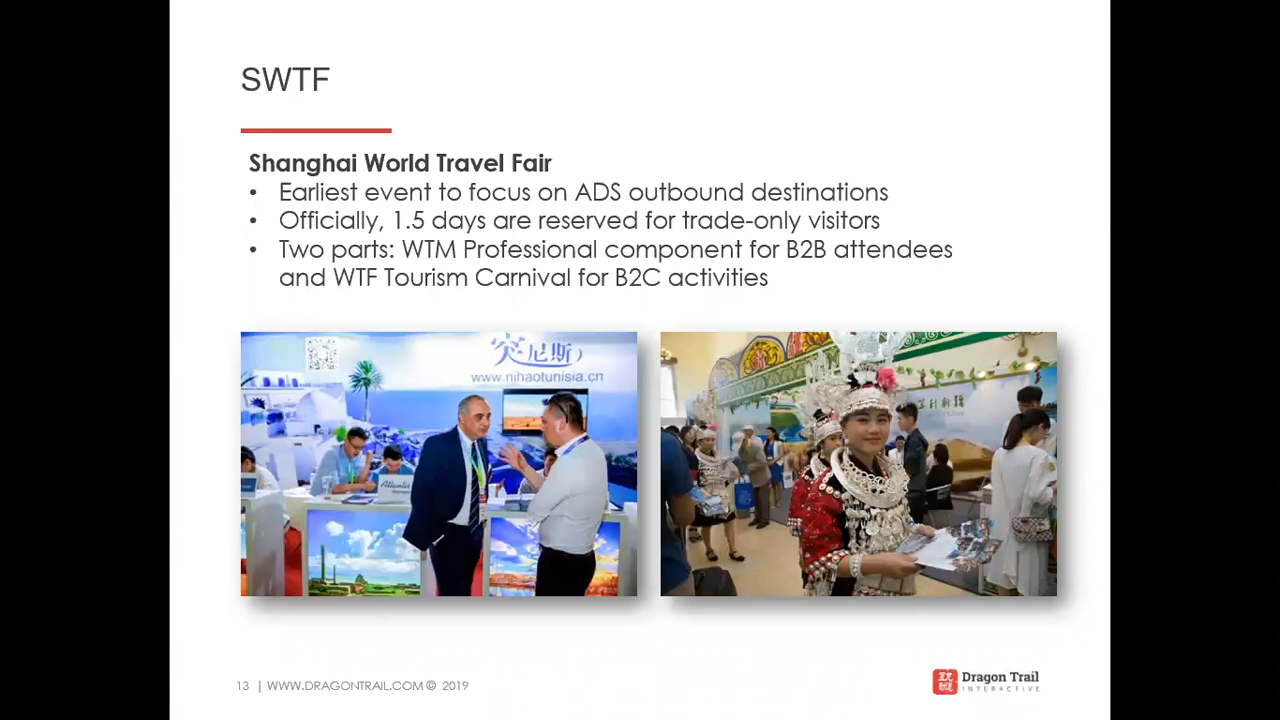 SWTF
Shanghai World Travel Fair
• Earliest event to focus on ADS outbound destinations
• Officially, 1.5 days are reserved for trade-only visitors
• Two parts: WTM Professional component for B2B attendees
and WTF Tourism Carnival for B2C activities
突尼斯
www.nihaotunisia.cn
Atlantis
13 | WWW.DRAGONTRAIL.COM © 2019
Dragon Trail
INTERACTIVE